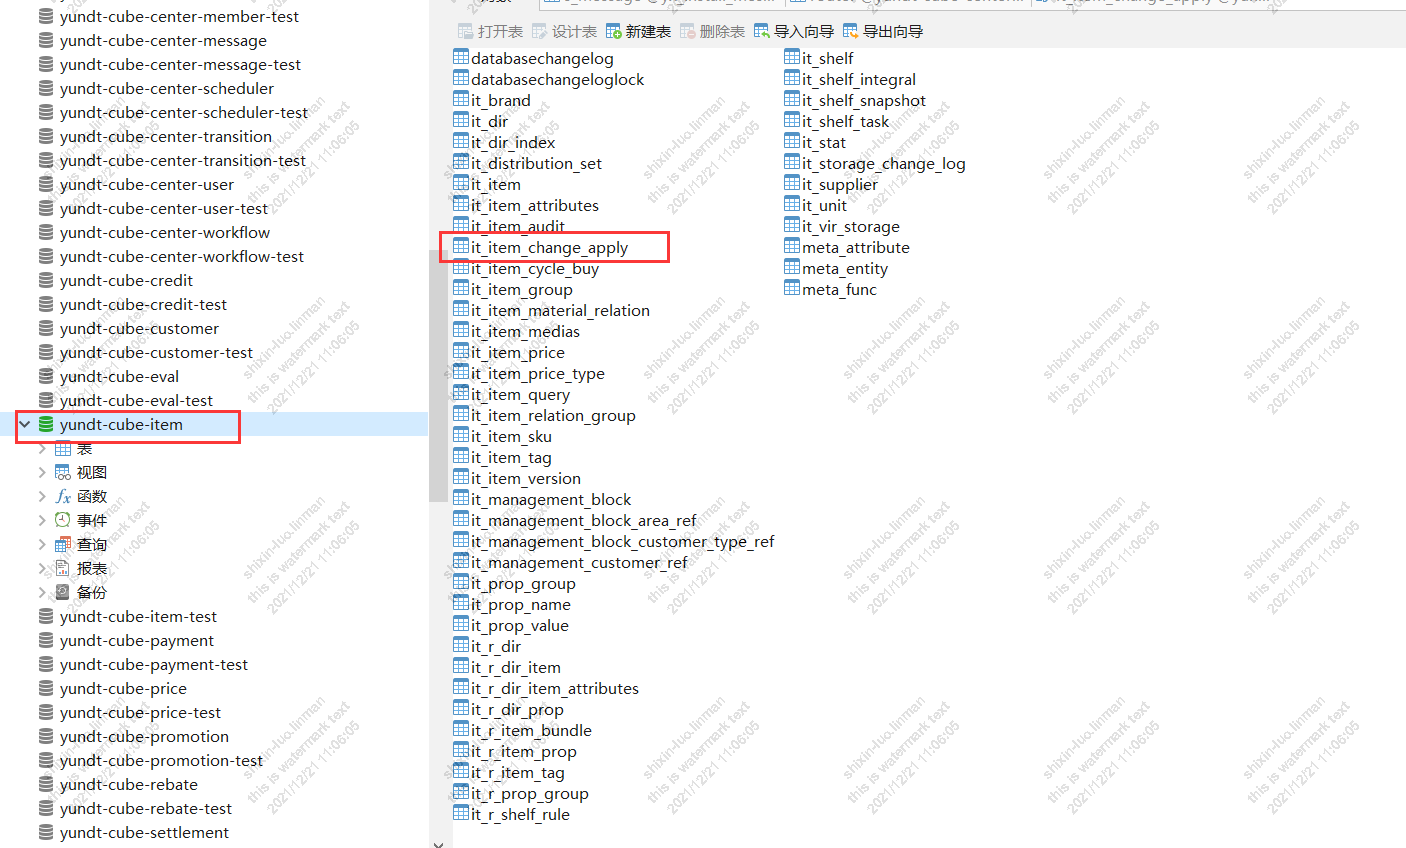 yundt-cube-center-member-test
yundt-cube-center-message
yundt-cube-center-message-test
yundt-cube-center-scheduler
yundt-cube-center-scheduler-test
yundt-cube-center-transition
yundt-cube-center-transition-test
yundt-cube-center-user
yundt-cube-center-user-test
yundt-cube-center-workflow
yundt-cube-center-workflow-test
yundt-cube-credit
yundt-cube-credit-test
yundt-cube-customer
yundt-cube-customer-test
yundt-cube-eval
yundt-cube-eval-test
yundt-cube-item
表
视图
函数
事件
查询
报表
备份
yundt-cube-item-test
yundt-cube-payment
yundt-cube-payment-test
yundt-cube-price
yundt-cube-price-test
yundt-cube-promotion
yundt-cube-promotion-test
yundt-cube-rebate
yundt-cube-rebate-test
yundt-cube-settlement
打开表 设计表 新建表 删除表 导入向导 导出向导
databasechangelog
databasechangeloglock
it_brand
it_dir
it_dir_index
it_distribution_set
it_item
it_item_attributes
it_item_audit
it_item_change_apply
it_item_cycle_buy
it_item_group
it_item_material_relation
it_item_medias
it_item_price
it_item_price_type
it_item_query
it_item_relation_group
it_item_sku
it_item_tag
it_item_version
it_management_block
it_management_block_area_ref
it_management_block_customer_type_ref
it_management_customer_ref
it_prop_group
it_prop_name
it_prop_value
it_r_dir
it_r_dir_item
it_r_dir_item_attributes
it_r_dir_prop
it_r_item_bundle
it_r_item_prop
it_r_item_tag
it_r_prop_group
it_r_shelf_rule
it_shelf
it_shelf_integral
it_shelf_snapshot
it_shelf_task
it_stat
it_storage_change_log
it_supplier
it_unit
it_vir_storage
meta_attribute
meta_entity
meta_func
shixin-luo.linman
this is watermark text
2021/12/21 11:06:05